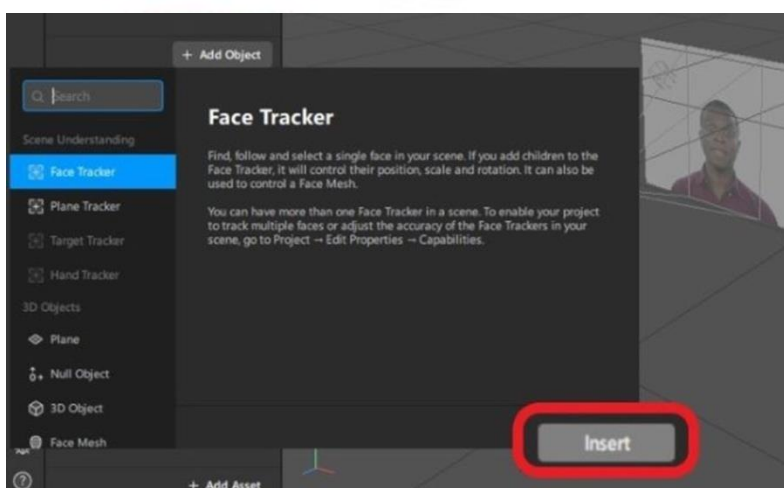 + Add Object
Search
Scene Understanding
Face Tracker
Plane Tracker
Target Tracker
Hand Tracker
3D Objects
Plane
Null Object
3D Object
Face Mesh
Face Tracker
Find, follow and select a single face in your scene. If you add children to the
Face Tracker, it will control their position, scale and rotation. It can also be
used to control a Face Mesh.
You can have more than one Face Tracker in a scene. To enable your project
to track multiple faces or adjust the accuracy of the Face Trackers in your
scene, go to Project → Edit Properties → Capabilities.
Insert
?
+ Add Asset